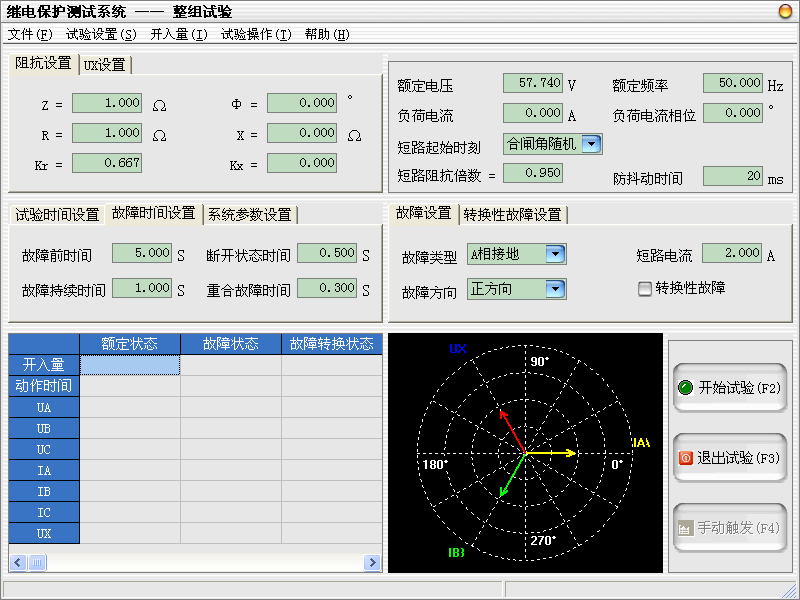 继电保护测试系统 —— 整组试验
文件(F) 试验设置(S) 开入量(I) 试验操作(T) 帮助(H)
阻抗设置 UX设置
Z = 1.000 Ω Φ = 0.000 °
R = 1.000 Ω X = 0.000 Ω
Kr = 0.667 Kx = 0.000
额定电压 57.740 V 额定频率 50.000 Hz
负荷电流 0.000 A 负荷电流相位 0.000 °
短路起始时刻 合闸角随机
短路阻抗倍数 = 0.950 防抖动时间 20 ms
试验时间设置 故障时间设置 系统参数设置
故障前时间 5.000 S 断开状态时间 0.500 S
故障持续时间 1.000 S 重合故障时间 0.300 S
故障设置 转换性故障设置
故障类型 A相接地 短路电流 2.000 A
故障方向 正方向 转换性故障
额定状态 故障状态 故障转换状态
开入量
动作时间
UA
UB
UC
IA
IB
IC
UX
UX
90°
IA
180° 0°
270°
IB
开始试验(F2)
退出试验(F3)
手动触发(F4)